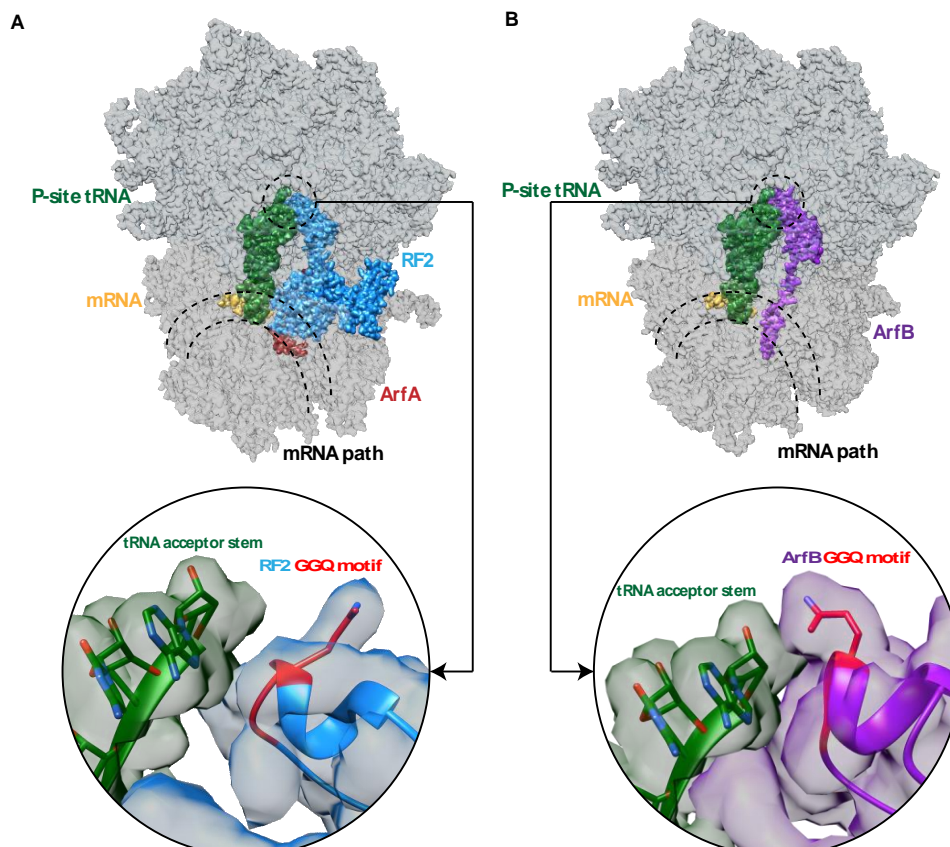 A
P-site tRNA
RF2
mRNA
ArfA
mRNA path
tRNA acceptor stem
RF2 GGQ motif
B
P-site tRNA
mRNA
ArfB
mRNA path
ArfB GGQ motif
tRNA acceptor stem